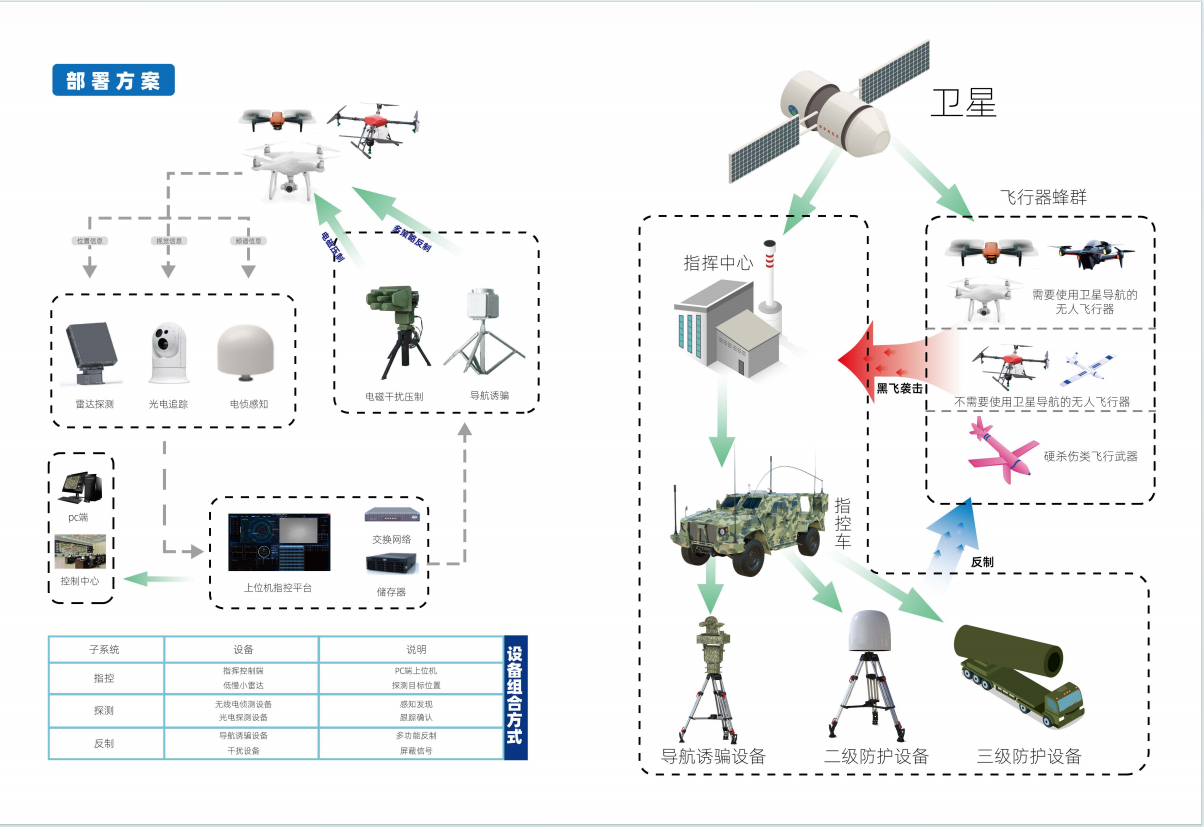 部署方案
位置信息
视觉信息
频谱信息
电磁压制
多策略反制
雷达探测
光电追踪
电侦感知
电磁干扰压制
导航诱骗
pc端
控制中心
上位机指控平台
交换网络
储存器
子系统
设备
说明
指控
指挥控制端
低慢小雷达
PC端上位机
探测目标位置
探测
无线电侦测设备
光电探测设备
感知发现
跟踪确认
反制
导航诱骗设备
干扰设备
多功能反制
屏蔽信号
设备组合方式
卫星
飞行器蜂群
指挥中心
需要使用卫星导航的
无人飞行器
黑飞袭击
不需要使用卫星导航的无人飞行器
硬杀伤类飞行武器
指控车
反制
导航诱骗设备
二级防护设备
三级防护设备